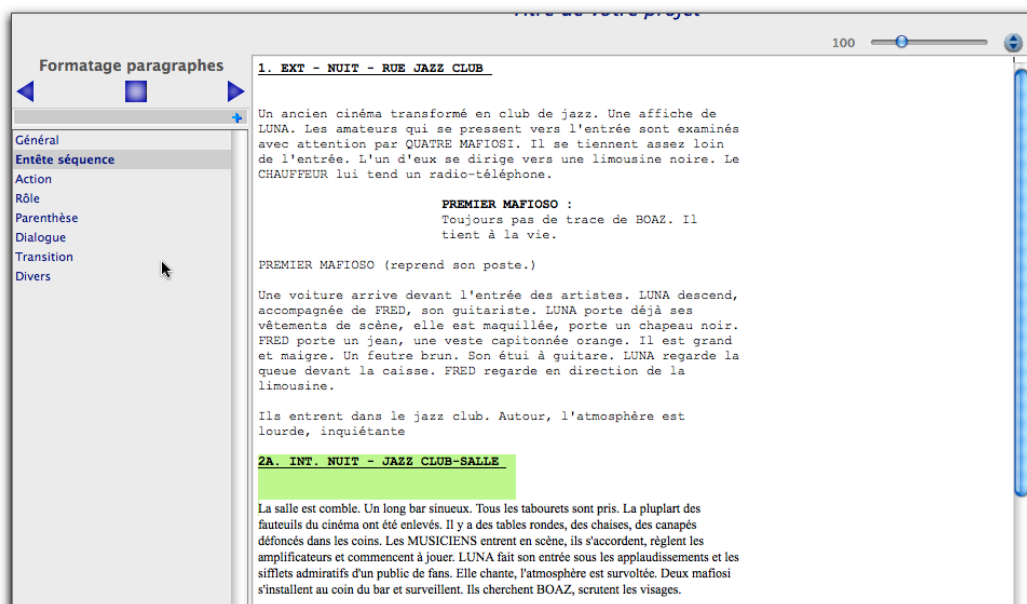 Titre de votre projet
100
Formatage paragraphes
Général
Entête séquence
Action
Rôle
Parenthèse
Dialogue
Transition
Divers
1. EXT - NUIT - RUE JAZZ CLUB
Un ancien cinéma transformé en club de jazz. Une affiche de
LUNA. Les amateurs qui se pressent vers l'entrée sont examinés
avec attention par QUATRE MAFIOSI. Il se tiennent assez loin
de l'entrée. L'un d'eux se dirige vers une limousine noire. Le
CHAUFFEUR lui tend un radio-téléphone.
PREMIER MAFIOSO :
Toujours pas de trace de BOAZ. Il
tient à la vie.
PREMIER MAFIOSO (reprend son poste.)
Une voiture arrive devant l'entrée des artistes. LUNA descend,
accompagnée de FRED, son guitariste. LUNA porte déjà ses
vêtements de scène, elle est maquillée, porte un chapeau noir.
FRED porte un jean, une veste capitonnée orange. Il est grand
et maigre. Un feutre brun. Son étui à guitare. LUNA regarde la
queue devant la caisse. FRED regarde en direction de la
limousine.
Ils entrent dans le jazz club. Autour, l'atmosphère est
lourde, inquiétante
2A. INT. NUIT - JAZZ CLUB-SALLE
La salle est comble. Un long bar sinueux. Tous les tabourets sont pris. La pluplart des
fauteuils du cinéma ont été enlevés. Il y a des tables rondes, des chaises, des canapés
défoncés dans les coins. Les MUSICIENS entrent en scène, ils s'accordent, règlent les
amplificateurs et commencent à jouer. LUNA fait son entrée sous les applaudissements et les
sifflets admiratifs d'un public de fans. Elle chante, l'atmosphère est survoltée. Deux mafiosi
s'installent au coin du bar et surveillent. Ils cherchent BOAZ, scrutent les visages.